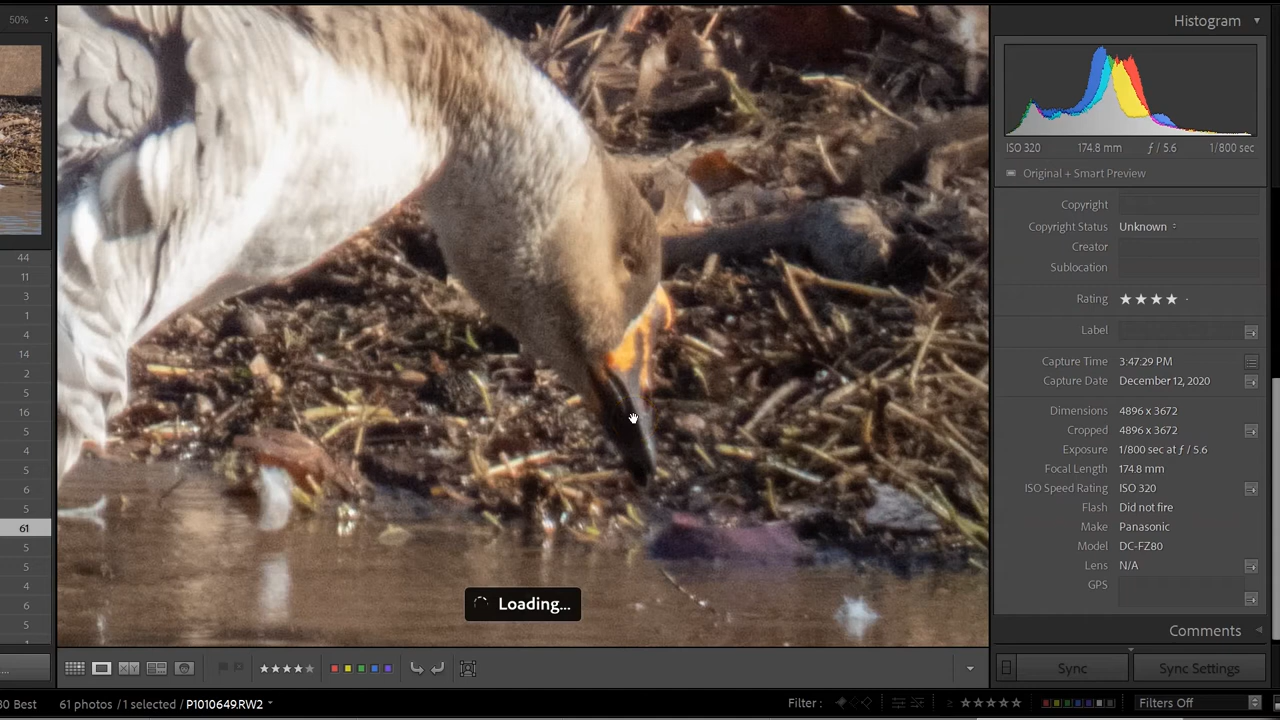 50%
Histogram
ISO 320 174.8 mm ƒ / 5.6 1/800 sec
Original + Smart Preview
Copyright
Copyright Status Unknown
Creator
Sublocation
Rating ★★★★ ·
Label
Capture Time 3:47:29 PM
Capture Date December 12, 2020
Dimensions 4896 x 3672
Cropped 4896 x 3672
Exposure 1/800 sec at ƒ / 5.6
Focal Length 174.8 mm
ISO Speed Rating ISO 320
Flash Did not fire
Make Panasonic
Model DC-FZ80
Lens N/A
GPS
Comments
Sync Sync Settings
44
11
3
1
4
14
2
5
16
5
4
5
6
5
61
5
5
4
6
5
Loading...
...
XY
30 Best 61 photos / 1 selected / P1010649.RW2
Filter : ≥ ★★★★★ Filters Off